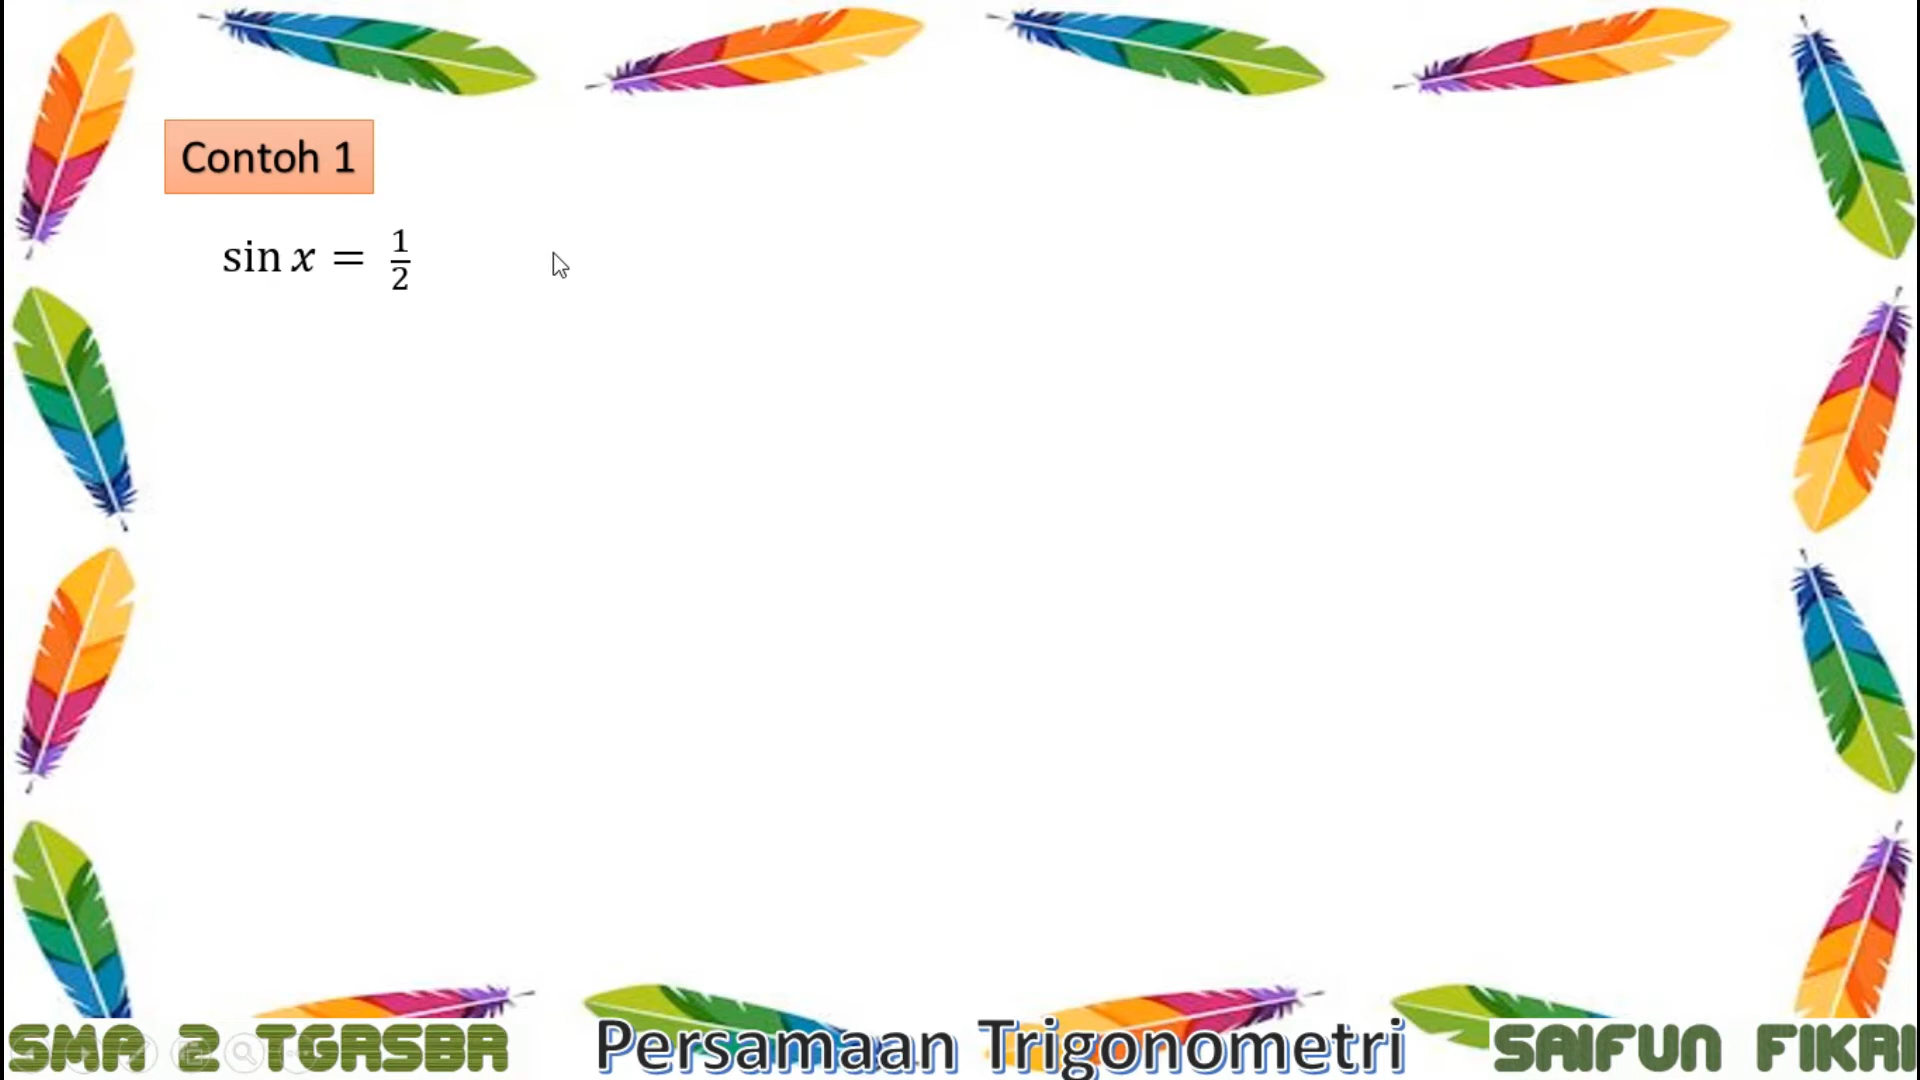 Contoh 1
sin x = 1/2
SMA 2 TGRSBR
Persamaan Trigonometri
SAIFUN FIKRI